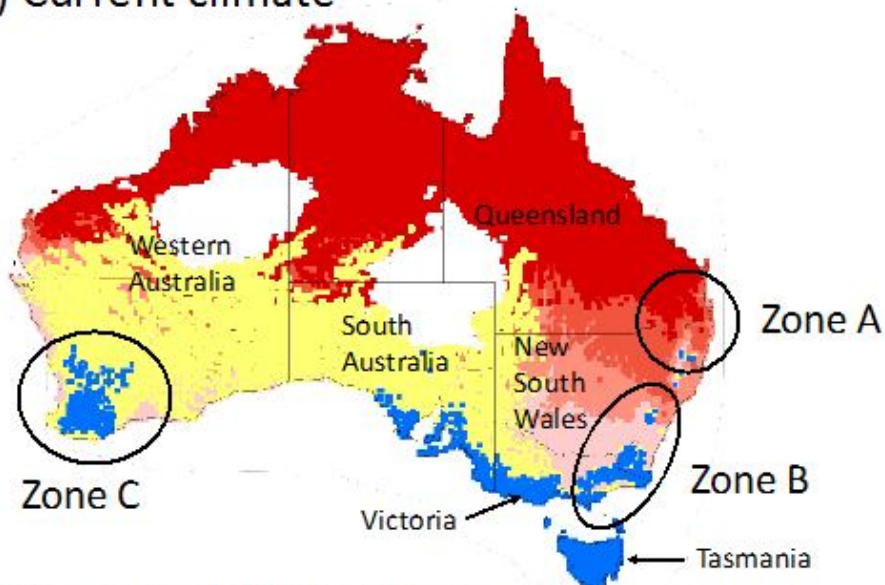 ) Current climate
Queensland
Western
Australia
South
Australia
New
South
Wales
Zone A
Zone B
Zone C
Victoria
Tasmania